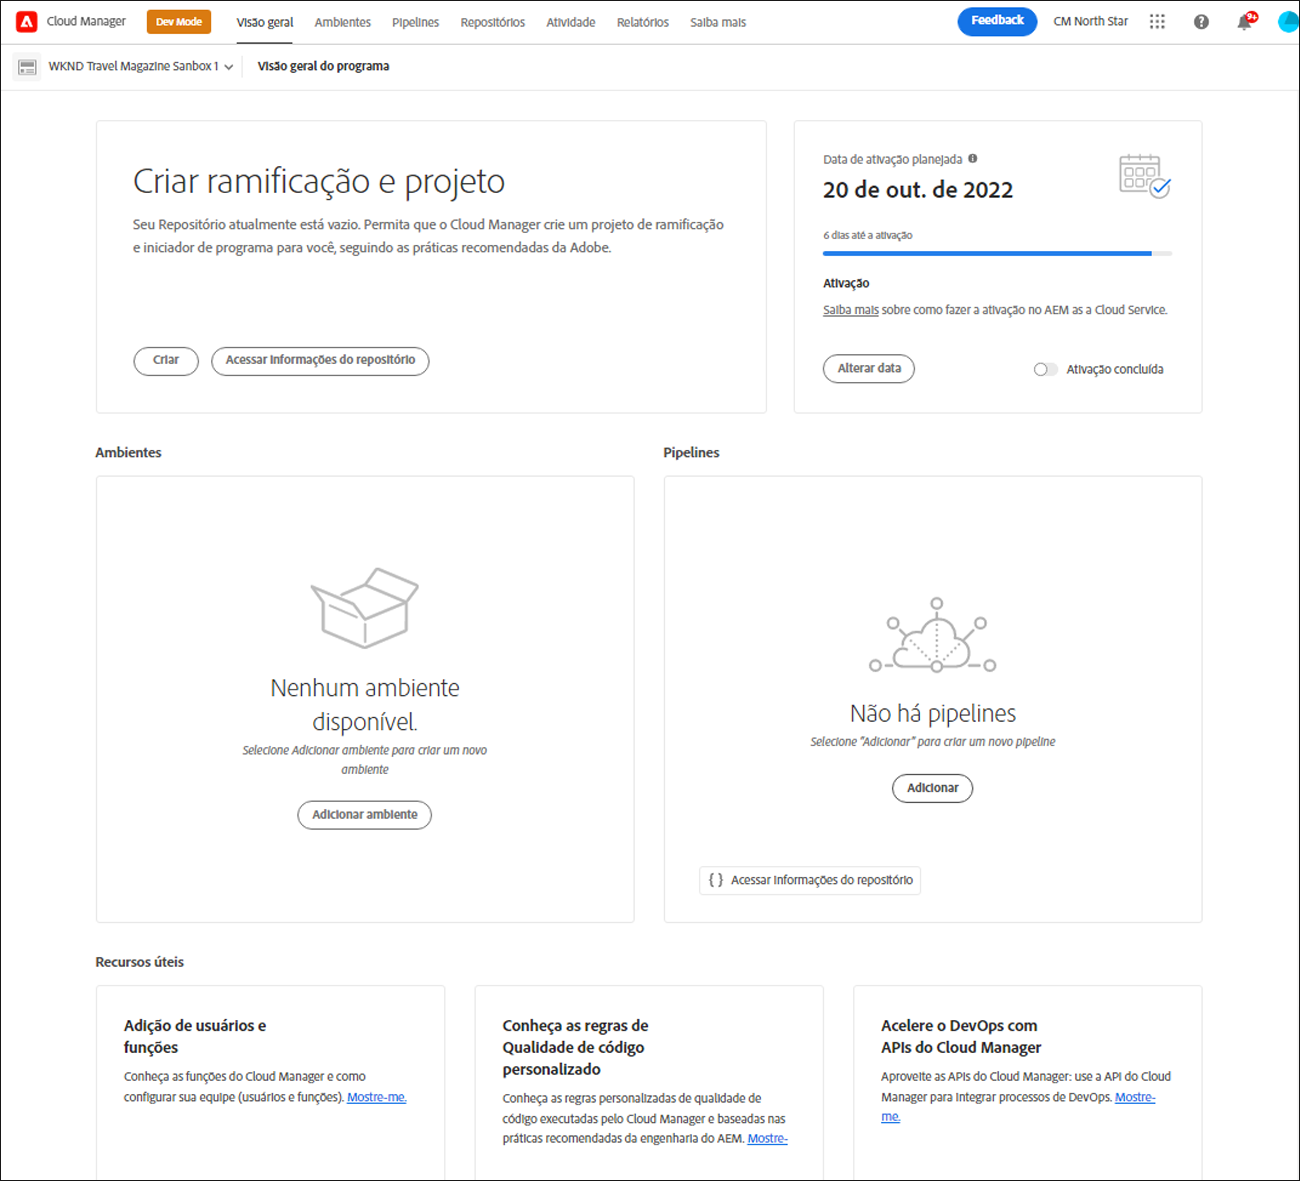 Cloud Manager
Dev Mode
Visão geral
Ambientes
Pipelines
Repositórios
Atividade
Relatórios
Saiba mais
Feedback
CM North Star
9+
WKND Travel Magazine Sanbox 1
Visão geral do programa
Criar ramificação e projeto
Seu Repositório atualmente está vazio. Permita que o Cloud Manager crie um projeto de ramificação
e iniciador de programa para você, seguindo as práticas recomendadas da Adobe.
Criar
Acessar informações do repositório
Data de ativação planejada
20 de out. de 2022
6 dias até a ativação
Ativação
Saiba mais sobre como fazer a ativação no AEM as a Cloud Service.
Alterar data
Ativação concluída
Ambientes
Nenhum ambiente
disponível.
Selecione Adicionar ambiente para criar um novo
ambiente
Adicionar ambiente
Pipelines
Não há pipelines
Selecione "Adicionar" para criar um novo pipeline
Adicionar
{ } Acessar informações do repositório
Recursos úteis
Adição de usuários e
funções
Conheça as funções do Cloud Manager e como
configurar sua equipe (usuários e funções). Mostre-me.
Conheça as regras de
Qualidade de código
personalizado
Conheça as regras personalizadas de qualidade de
código executadas pelo Cloud Manager e baseadas nas
práticas recomendadas da engenharia do AEM. Mostre-
Acelere o DevOps com
APIs do Cloud Manager
Aproveite as APIs do Cloud Manager: use a API do Cloud
Manager para integrar processos de DevOps. Mostre-
me.